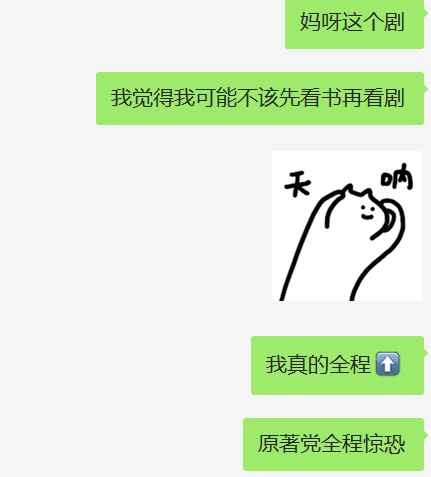 妈呀这个剧
我觉得我可能不该先看书再看剧
天 呐
我真的全程⬆️
原著党全程惊恐